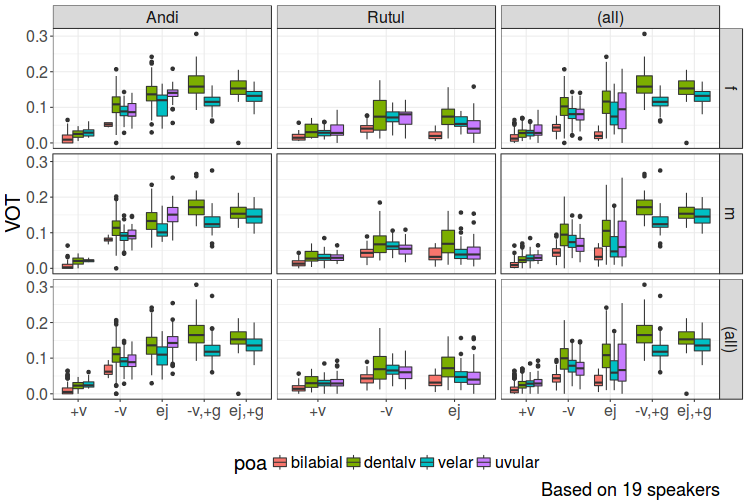 Andi Rutul (all)
0.3
0.2
0.1
0.0
f
0.3
0.2
0.1
0.0
m
VOT
0.3
0.2
0.1
0.0
(all)
+v -v ej -v,+g ej,+g +v -v ej +v -v ej -v,+g ej,+g
poa bilabial dentalv velar uvular
Based on 19 speakers